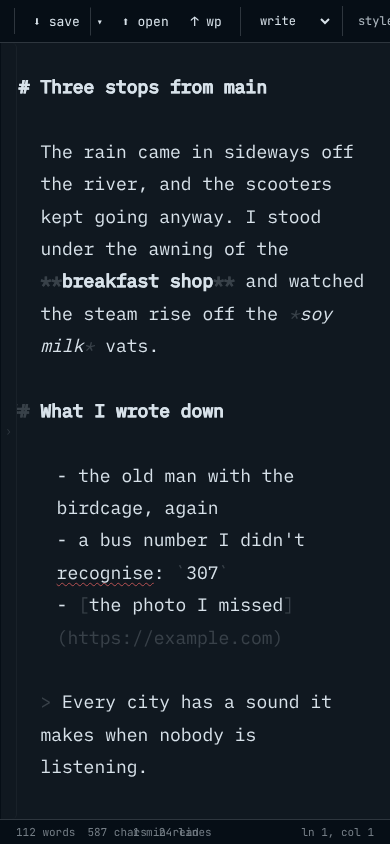 ⬇ save ▾ ⬆ open ↑ wp write style
# Three stops from main
The rain came in sideways off
the river, and the scooters
kept going anyway. I stood
under the awning of the
**breakfast shop** and watched
the steam rise off the *soy
milk* vats.
# What I wrote down
- the old man with the
birdcage, again
- a bus number I didn't
recognise: `307`
- [the photo I missed]
(https://example.com)
> Every city has a sound it
makes when nobody is
listening.
112 words 587 chars ln 1, col 1